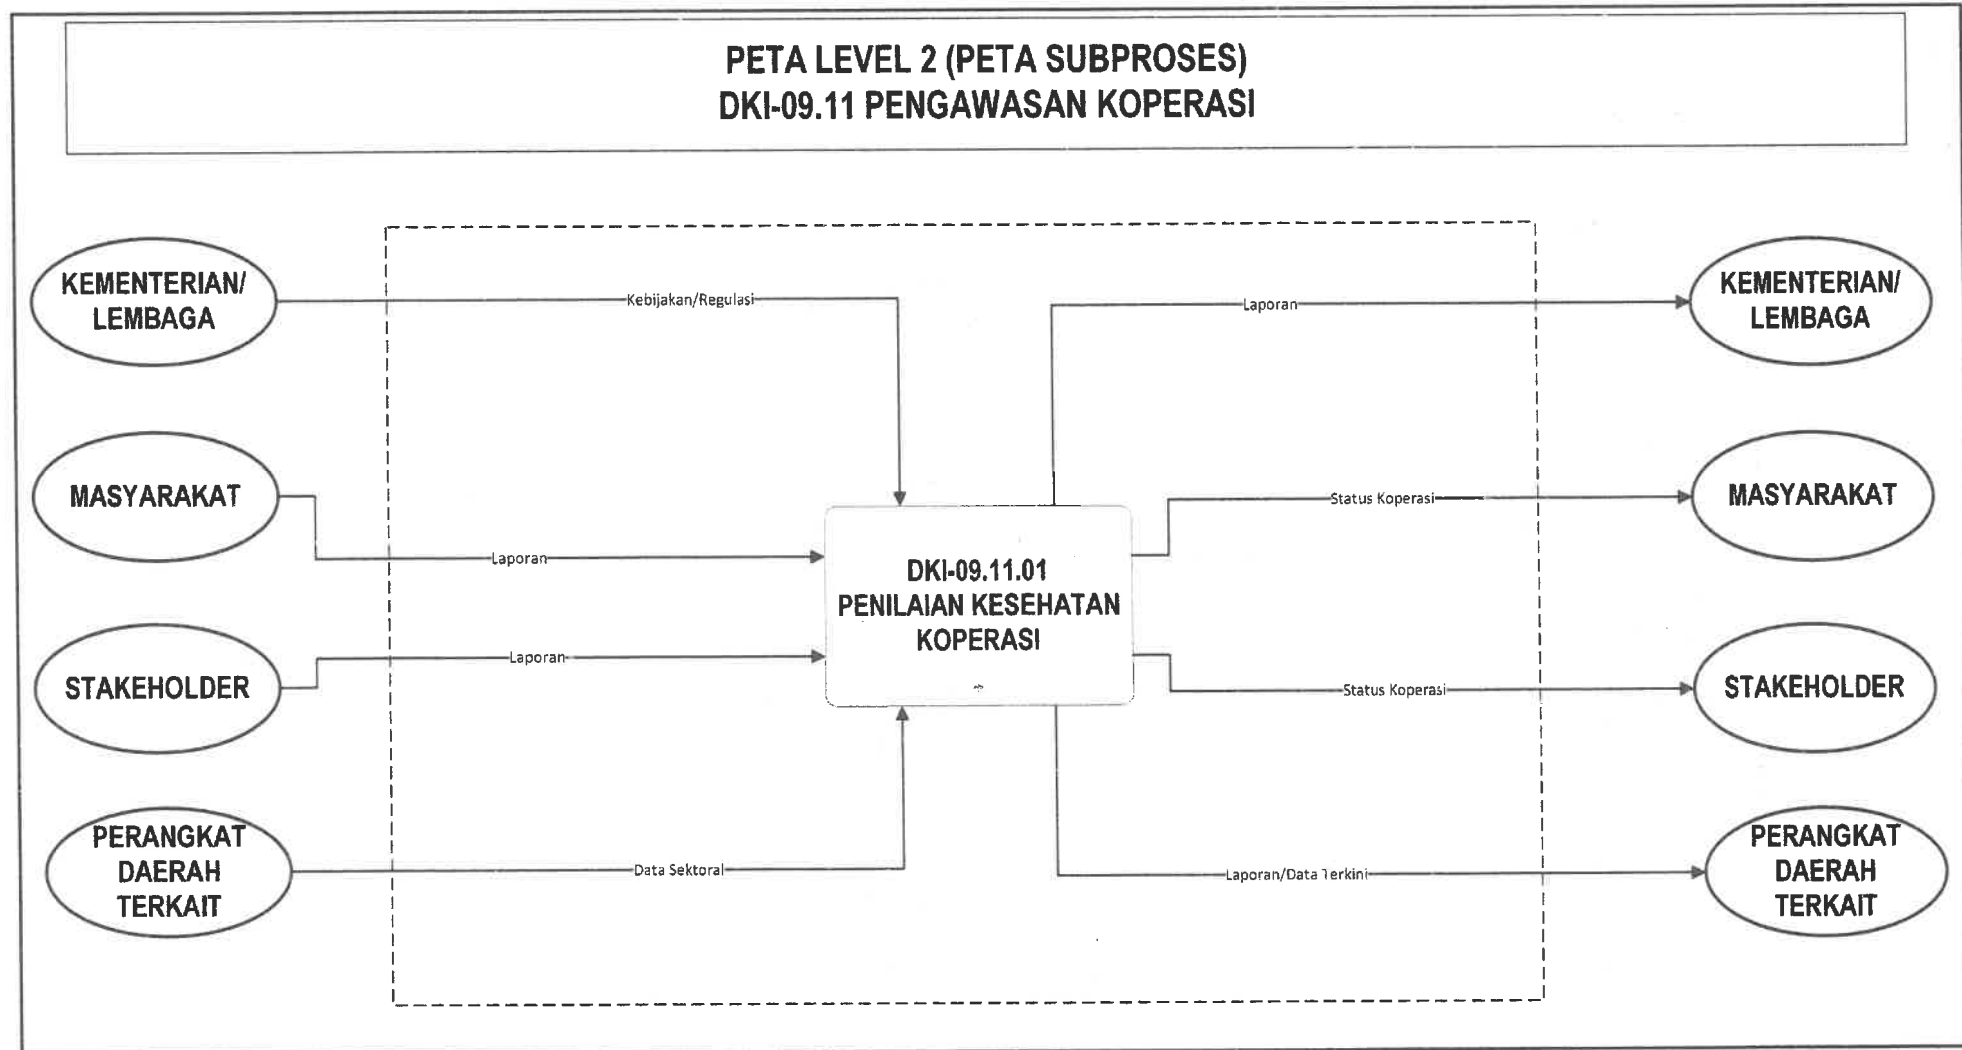 PETA LEVEL 2 (PETA SUBPROSES)
DKI-09.11 PENGAWASAN KOPERASI
KEMENTERIAN/
LEMBAGA
Kebijakan/Regulasi
Laporan
KEMENTERIAN/
LEMBAGA
MASYARAKAT
Laporan
Status Koperasi
MASYARAKAT
DKI-09.11.01
PENILAIAN KESEHATAN
KOPERASI
STAKEHOLDER
Laporan
Status Koperasi
STAKEHOLDER
PERANGKAT
DAERAH
TERKAIT
Data Sektoral
Laporan/Data Terkini
PERANGKAT
DAERAH
TERKAIT